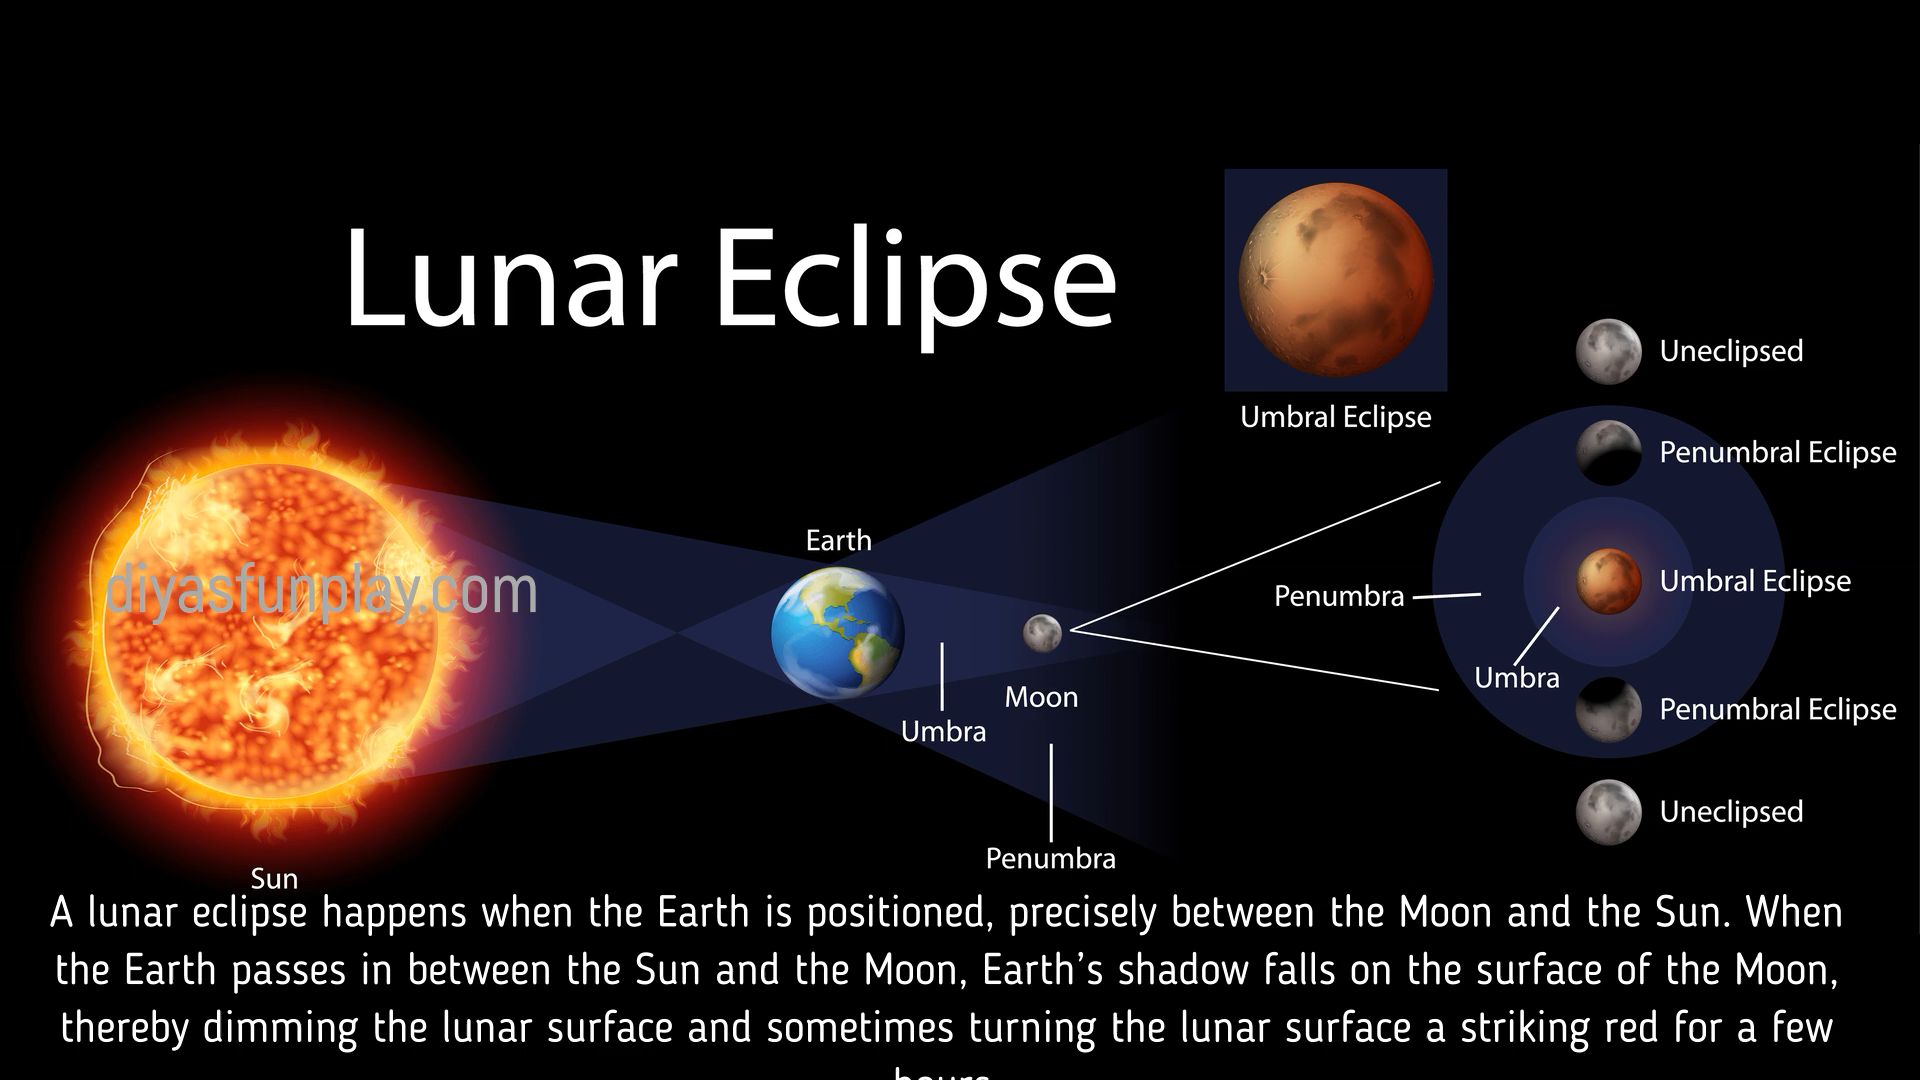 Lunar Eclipse
Umbral Eclipse
Uneclipsed
Penumbral Eclipse
Earth
diyasfunplay.com
Penumbra
Umbral Eclipse
Umbra
Moon
Umbra
Penumbral Eclipse
Penumbra
Uneclipsed
Sun
A lunar eclipse happens when the Earth is positioned, precisely between the Moon and the Sun. When
the Earth passes in between the Sun and the Moon, Earth’s shadow falls on the surface of the Moon,
thereby dimming the lunar surface and sometimes turning the lunar surface a striking red for a few
hours